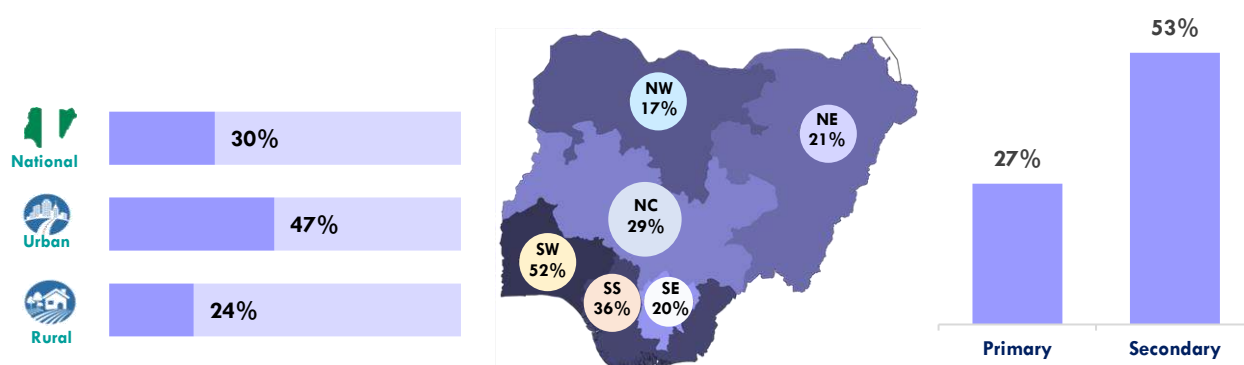 National
30%
Urban
47%
Rural
24%
NW
17%
NE
21%
NC
29%
SW
52%
SS
36%
SE
20%
27%
53%
Primary
Secondary